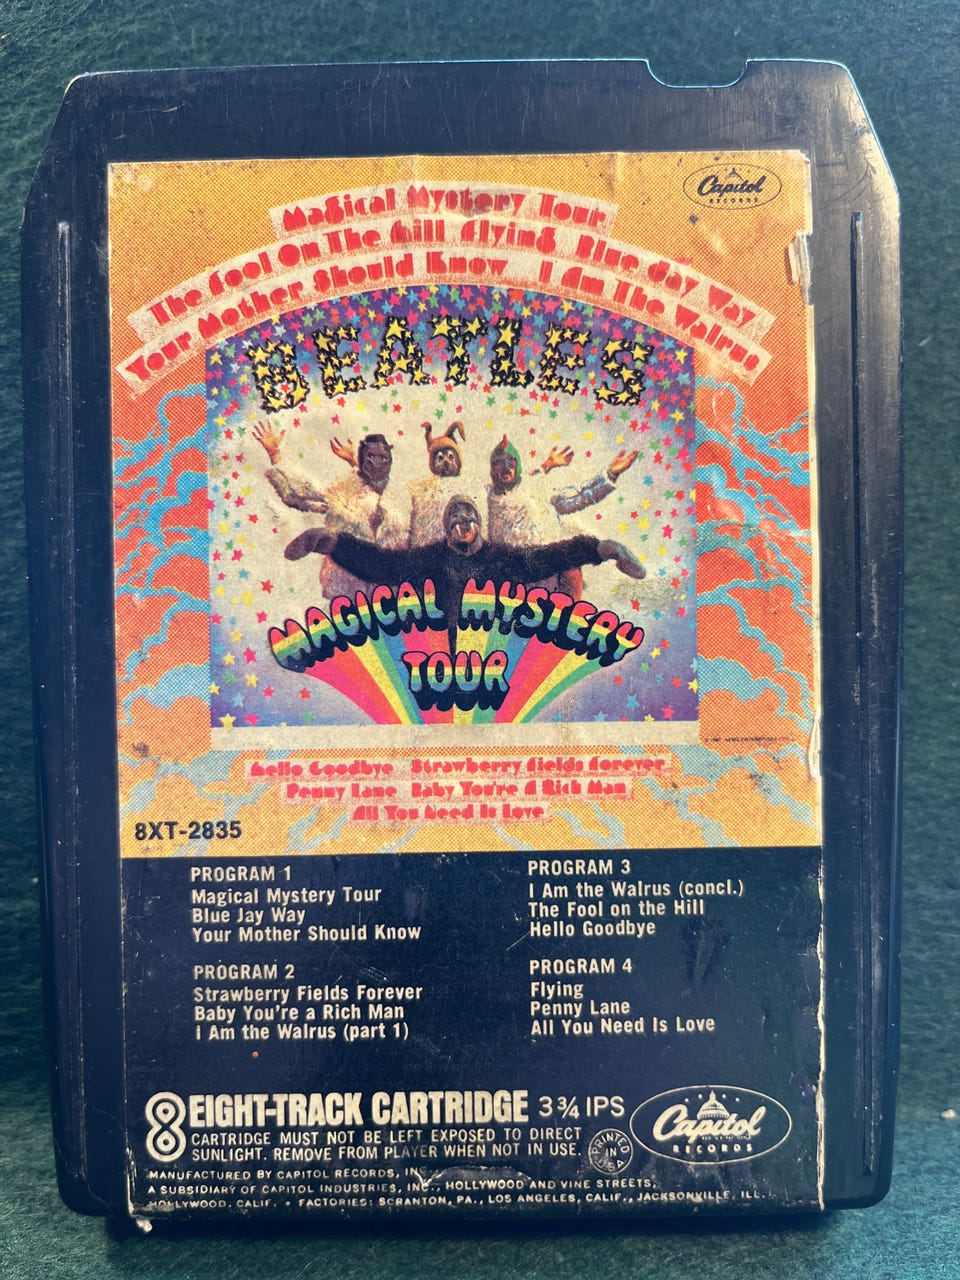 Capitol
RECORDS
Magical Mystery Tour
The Fool On The Hill Flying Blue Jay Way
Your Mother Should Know I Am The Walrus
BEATLES
MAGICAL MYSTERY
TOUR
Hello Goodbye Strawberry Fields Forever
Penny Lane Baby You're A Rich Man
All You Need Is Love
8XT-2835
PROGRAM 1
Magical Mystery Tour
Blue Jay Way
Your Mother Should Know
PROGRAM 2
Strawberry Fields Forever
Baby You're a Rich Man
I Am the Walrus (part 1)
PROGRAM 3
I Am the Walrus (concl.)
The Fool on the Hill
Hello Goodbye
PROGRAM 4
Flying
Penny Lane
All You Need Is Love
8 EIGHT-TRACK CARTRIDGE 3¾ IPS
CARTRIDGE MUST NOT BE LEFT EXPOSED TO DIRECT
SUNLIGHT. REMOVE FROM PLAYER WHEN NOT IN USE.
PRINTED IN U.S.A.
Capitol
RECORDS
MANUFACTURED BY CAPITOL RECORDS, INC.,
A SUBSIDIARY OF CAPITOL INDUSTRIES, INC., HOLLYWOOD AND VINE STREETS,
HOLLYWOOD, CALIF. • FACTORIES: SCRANTON, PA., LOS ANGELES, CALIF., JACKSONVILLE, ILL.